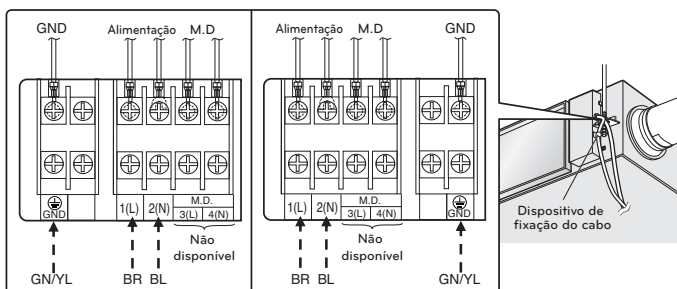 GND Alimentação M.D
Alimentação M.D GND
GND 1(L) 2(N) M.D. 3(L) 4(N)
1(L) 2(N) M.D. 3(L) 4(N) GND
Não
disponível
Não
disponível
GN/YL BR BL
BR BL GN/YL
Dispositivo de
fixação do cabo